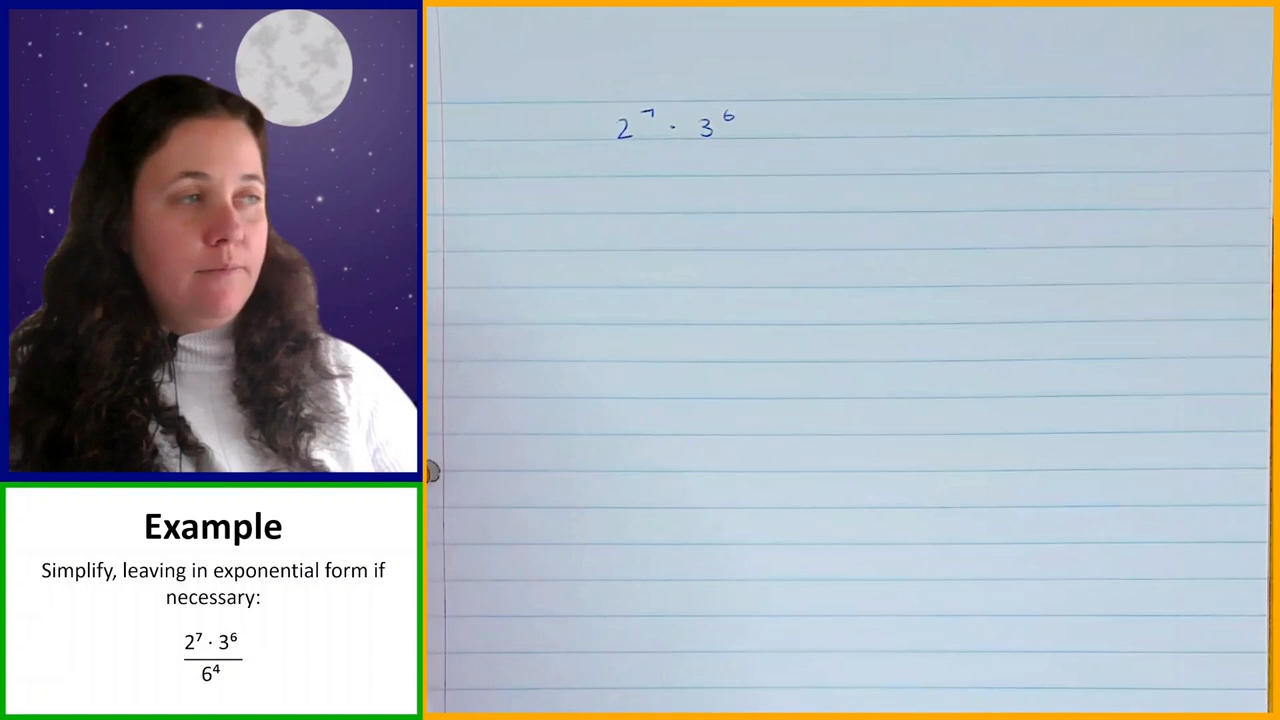 2⁷ · 3⁶
Example
Simplify, leaving in exponential form if
necessary:
2⁷ · 3⁶
6⁴